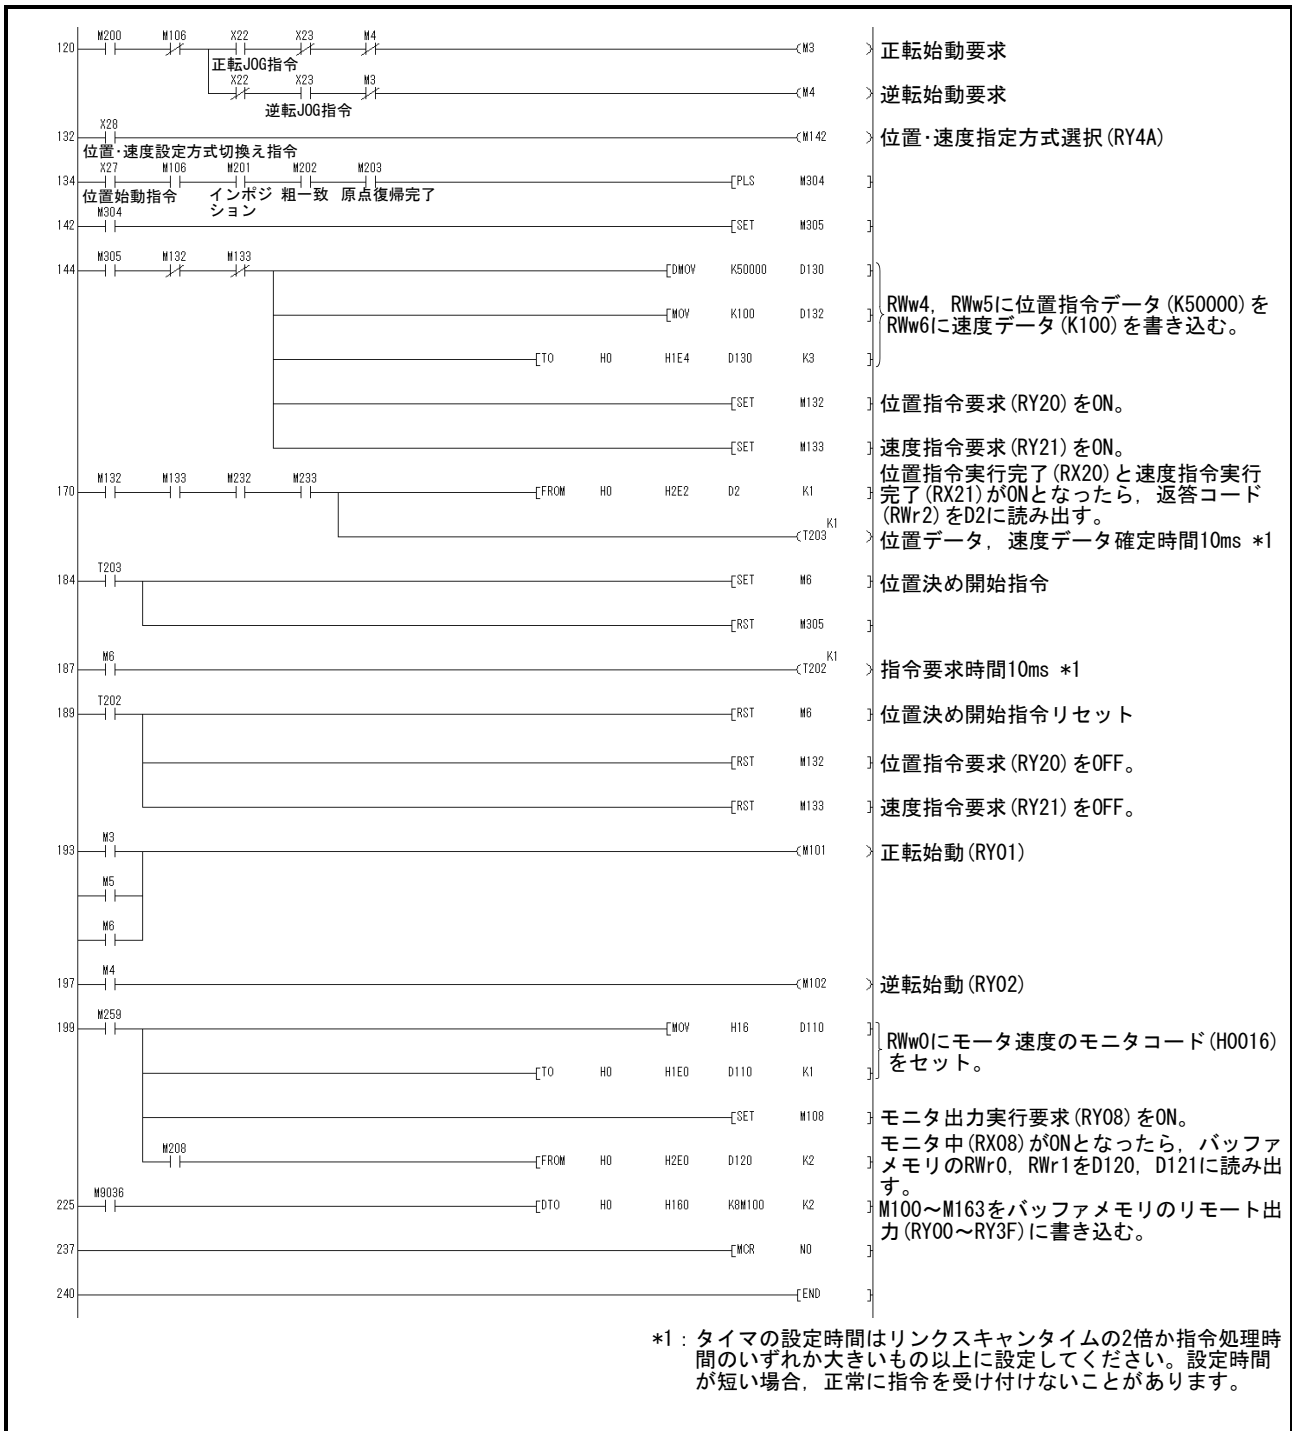 M200 M106 X22 X23 M4
120 (M3 ) 正転始動要求
正転JOG指令
X22 X23 M3
(M4 ) 逆転始動要求
逆転JOG指令
X28
132 (M142 ) 位置･速度指定方式選択(RY4A)
位置･速度設定方式切換え指令
X27 M106 M201 M202 M203
134 [PLS M304 ]
位置始動指令 インポジション 粗一致 原点復帰完了
M304
142 [SET M305 ]
M305 M132 M133
144 [DMOV K50000 D130 ]
[MOV K100 D132 ]
RWw4，RWw5に位置指令データ(K50000)を
RWw6に速度データ(K100)を書き込む。
[TO H0 H1E4 D130 K3 ]
[SET M132 ] 位置指令要求(RY20)をON。
[SET M133 ] 速度指令要求(RY21)をON。
M132 M133 M232 M233
170 [FROM H0 H2E2 D2 K1 ]
位置指令実行完了(RX20)と速度指令実行
完了(RX21)がONとなったら，返答コード
(RWr2)をD2に読み出す。
K1
(T203 ) 位置データ，速度データ確定時間10ms *1
T203
184 [SET M6 ] 位置決め開始指令
[RST M305 ]
M6 K1
187 (T202 ) 指令要求時間10ms *1
T202
189 [RST M6 ] 位置決め開始指令リセット
[RST M132 ] 位置指令要求(RY20)をOFF。
[RST M133 ] 速度指令要求(RY21)をOFF。
M3
193 (M101 ) 正転始動(RY01)
M5
M6
M4
197 (M102 ) 逆転始動(RY02)
M259
199 [MOV H16 D110 ]
RWw0にモータ速度のモニタコード(H0016)
をセット。
[TO H0 H1E0 D110 K1 ]
[SET M108 ] モニタ出力実行要求(RY08)をON。
M208
[FROM H0 H2E0 D120 K2 ]
モニタ中(RX08)がONとなったら，バッファ
メモリのRWr0，RWr1をD120，D121に読み出
す。
M9036
225 [DTO H0 H160 K8M100 K2 ]
M100～M163をバッファメモリのリモート出
力(RY00～RY3F)に書き込む。
237 [MCR N0 ]
240 [END ]
*1：タイマの設定時間はリンクスキャンタイムの2倍か指令処理時
間のいずれか大きいもの以上に設定してください。設定時間
が短い場合，正常に指令を受け付けないことがあります。